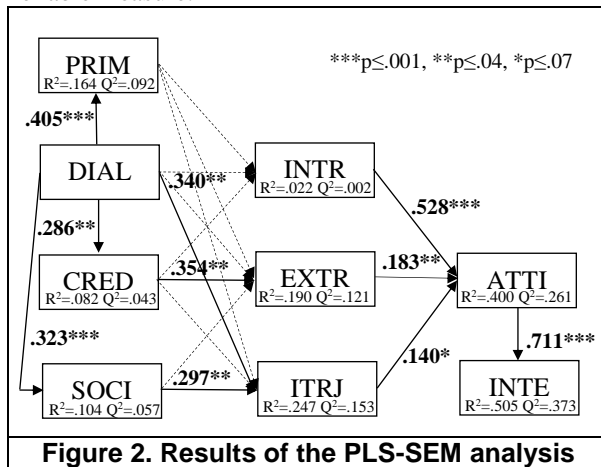 PRIM
R²=.164 Q²=.092
***p≤.001, **p≤.04, *p≤.07
.405***
DIAL
.340**
INTR
R²=.022 Q²=.002
.528***
.286**
CRED
R²=.082 Q²=.043
.354**
EXTR
R²=.190 Q²=.121
.183**
ATTI
R²=.400 Q²=.261
.323***
.711***
.140*
SOCI
R²=.104 Q²=.057
.297**
ITRJ
R²=.247 Q²=.153
INTE
R²=.505 Q²=.373
Figure 2. Results of the PLS-SEM analysis